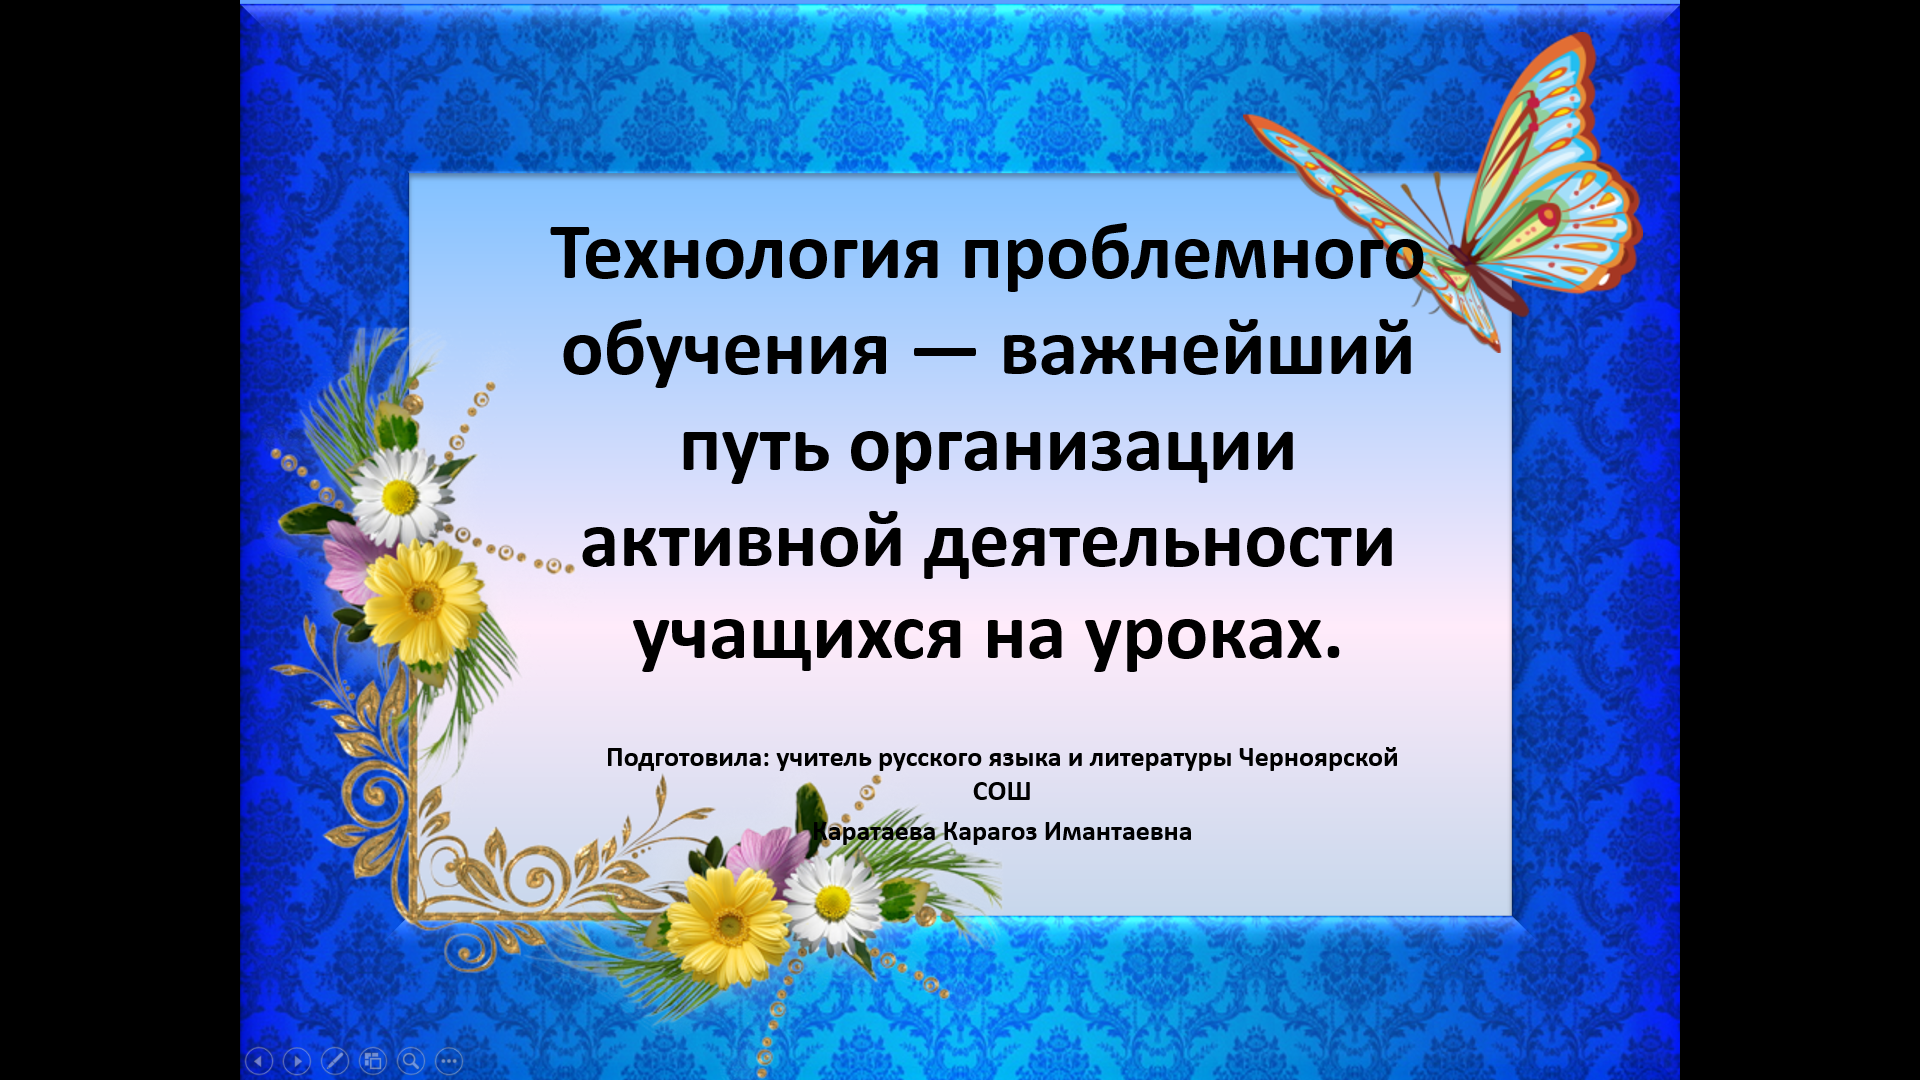 Технология проблемного
обучения — важнейший
путь организации
активной деятельности
учащихся на уроках.
Подготовила: учитель русского языка и литературы Черноярской
СОШ
Каратаева Карагоз Имантаевна